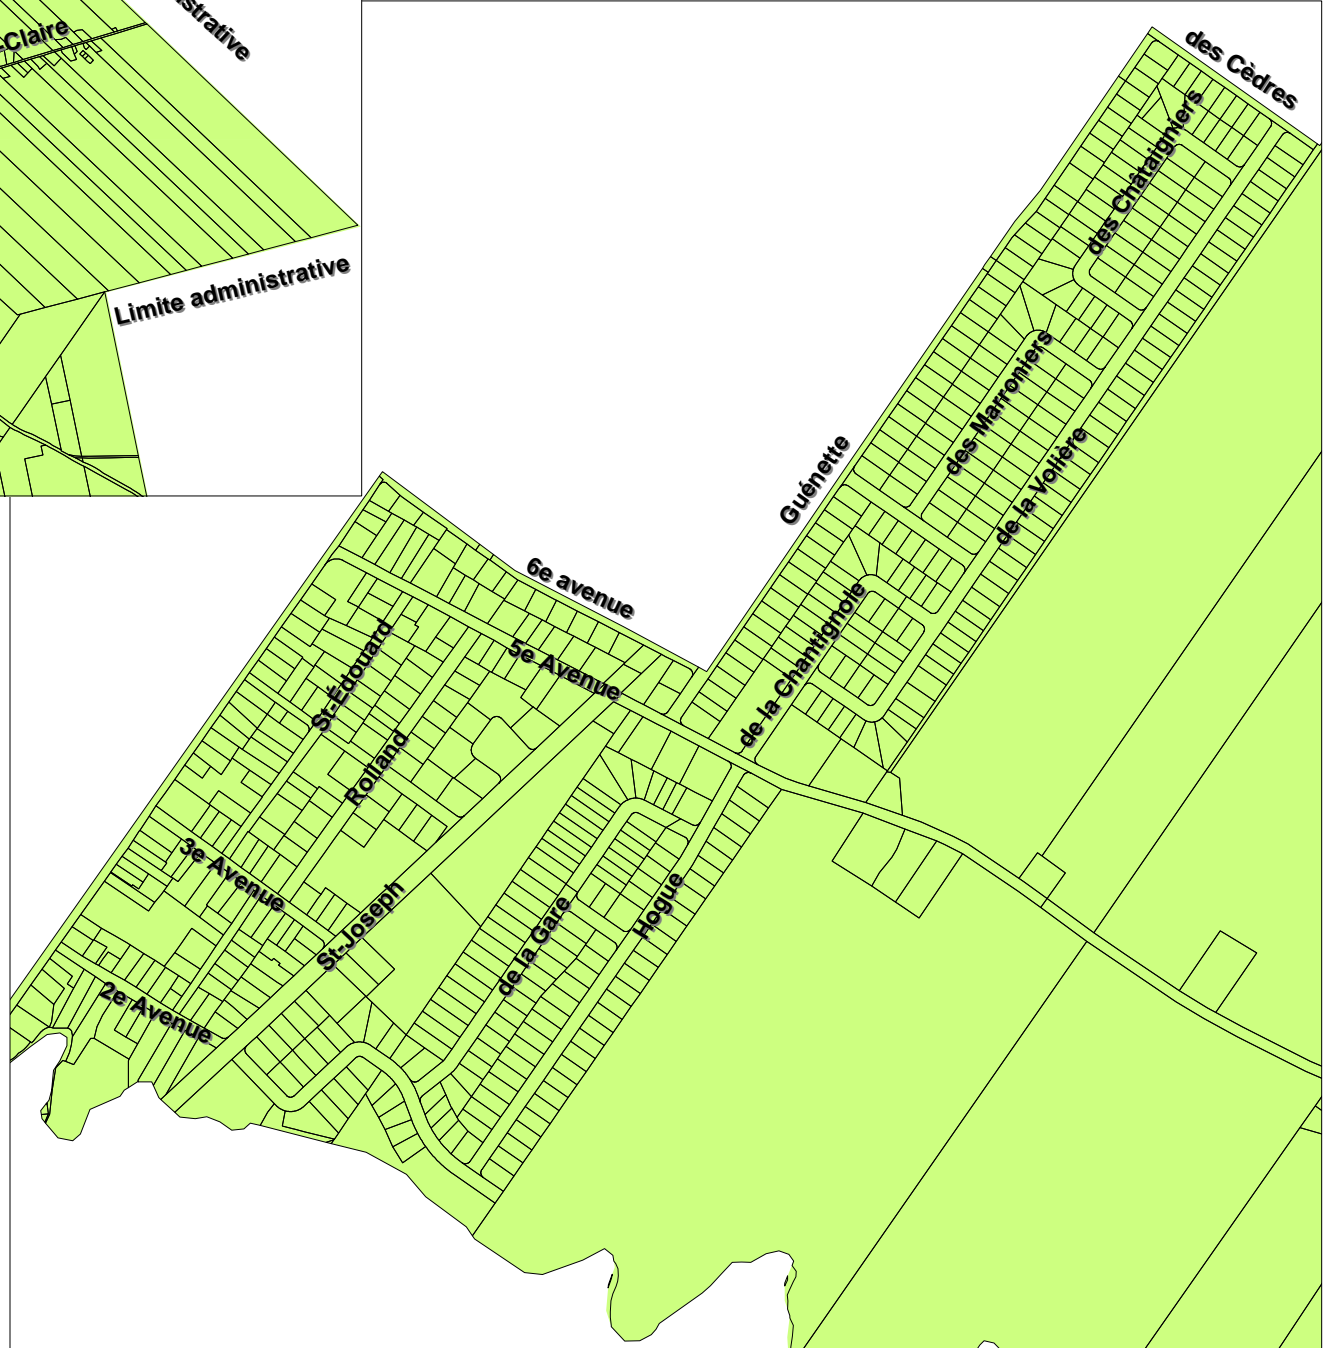 strative
-Claire
des Cèdres
des Châtaigniers
Limite administrative
des Marroniers
Guénette
de la Volière
6e avenue
5e Avenue
de la Chantignole
St-Édouard
Rolland
3e Avenue
St-Joseph
Hogue
de la Gare
2e Avenue